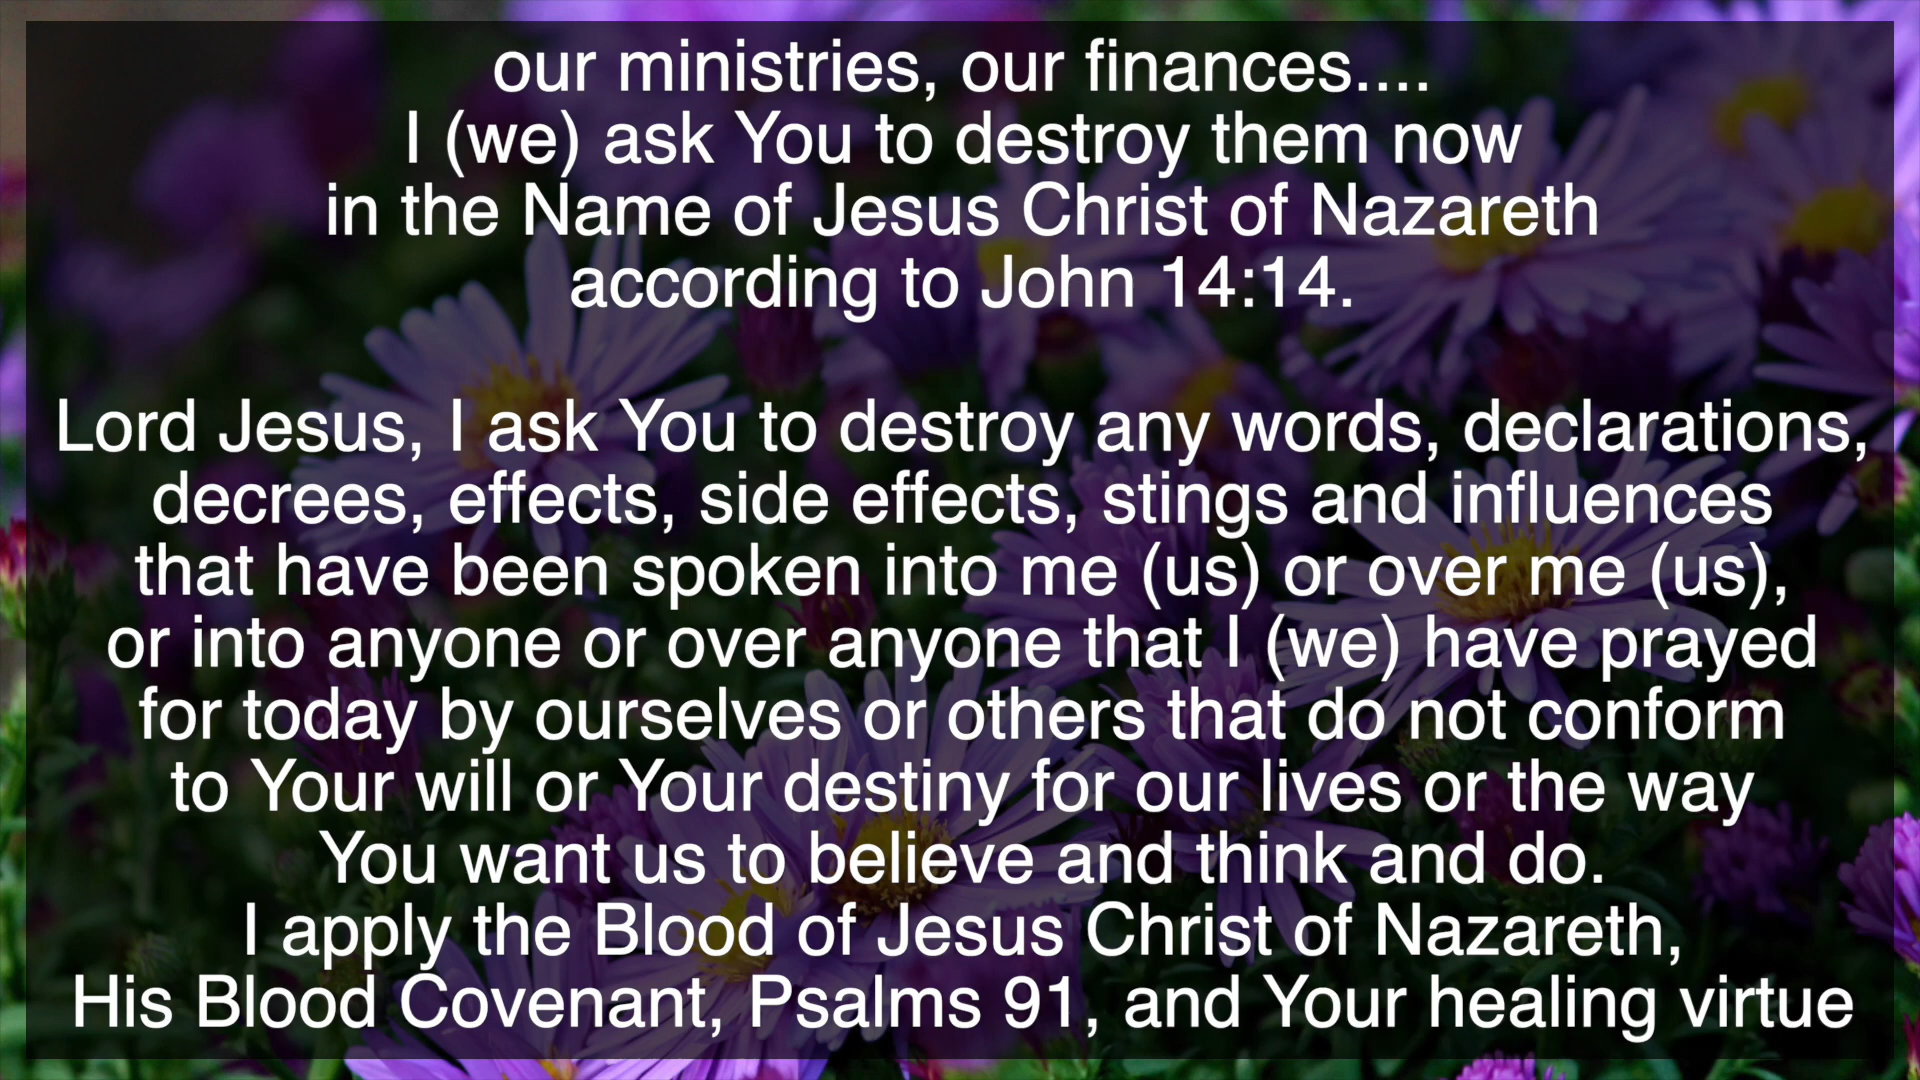 our ministries, our finances....
I (we) ask You to destroy them now
in the Name of Jesus Christ of Nazareth
according to John 14:14.
Lord Jesus, I ask You to destroy any words, declarations,
decrees, effects, side effects, stings and influences
that have been spoken into me (us) or over me (us),
or into anyone or over anyone that I (we) have prayed
for today by ourselves or others that do not conform
to Your will or Your destiny for our lives or the way
You want us to believe and think and do.
I apply the Blood of Jesus Christ of Nazareth,
His Blood Covenant, Psalms 91, and Your healing virtue